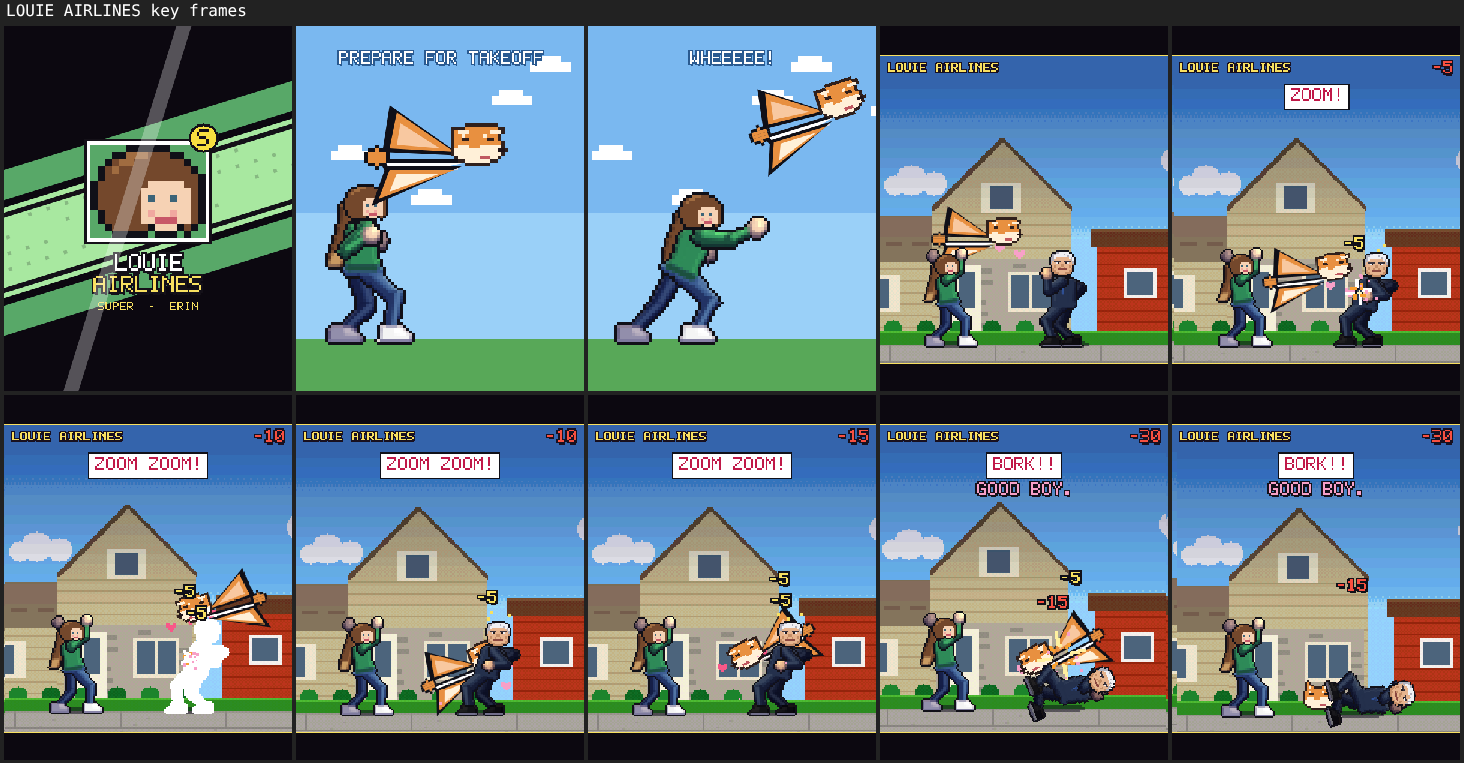 LOUIE AIRLINES key frames
S
LOUIE
AIRLINES
SUPER - ERIN
PREPARE FOR TAKEOFF
WHEEEEE!
LOUIE AIRLINES
LOUIE AIRLINES
-5
ZOOM!
-5
LOUIE AIRLINES
-10
ZOOM ZOOM!
-5
-5
LOUIE AIRLINES
-10
ZOOM ZOOM!
-5
LOUIE AIRLINES
-15
ZOOM ZOOM!
-5
-5
LOUIE AIRLINES
-30
BORK!!
GOOD BOY.
-5
-15
LOUIE AIRLINES
-30
BORK!!
GOOD BOY.
-15